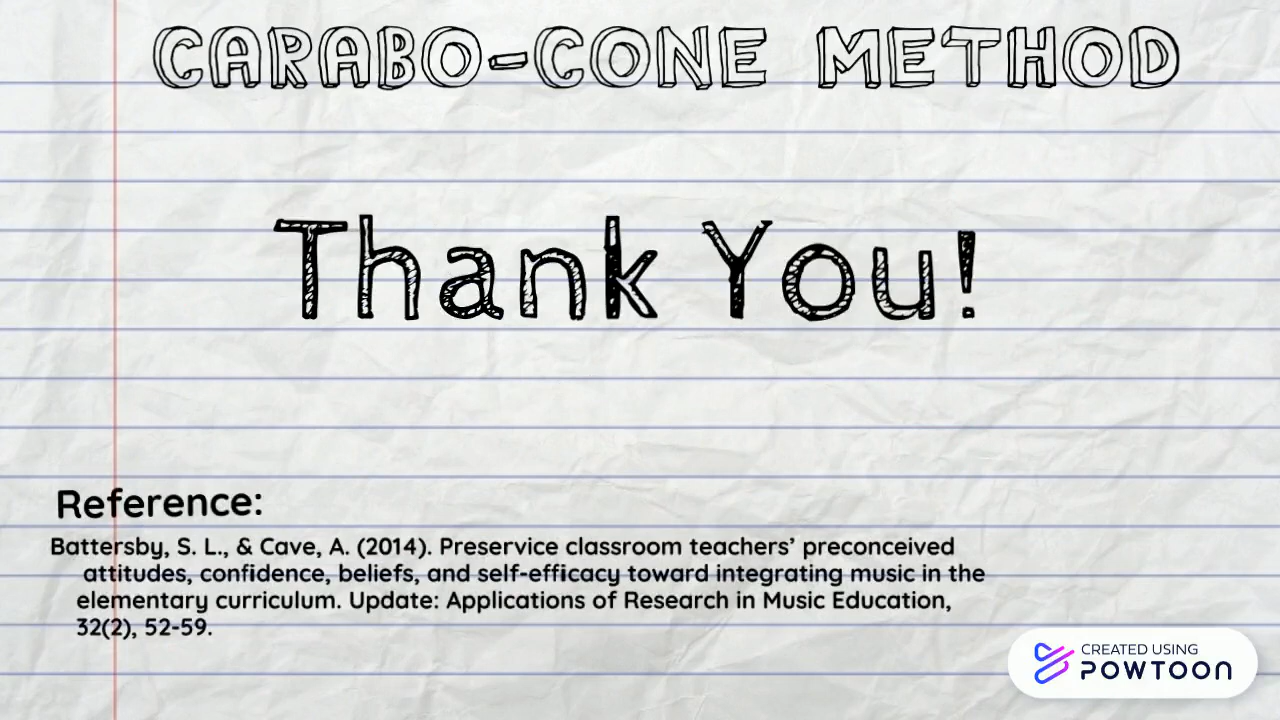 CARABO-CONE METHOD
Thank You!
Reference:
Battersby, S. L., & Cave, A. (2014). Preservice classroom teachers’ preconceived
attitudes, confidence, beliefs, and self-efficacy toward integrating music in the
elementary curriculum. Update: Applications of Research in Music Education,
32(2), 52-59.
CREATED USING
POWTOON